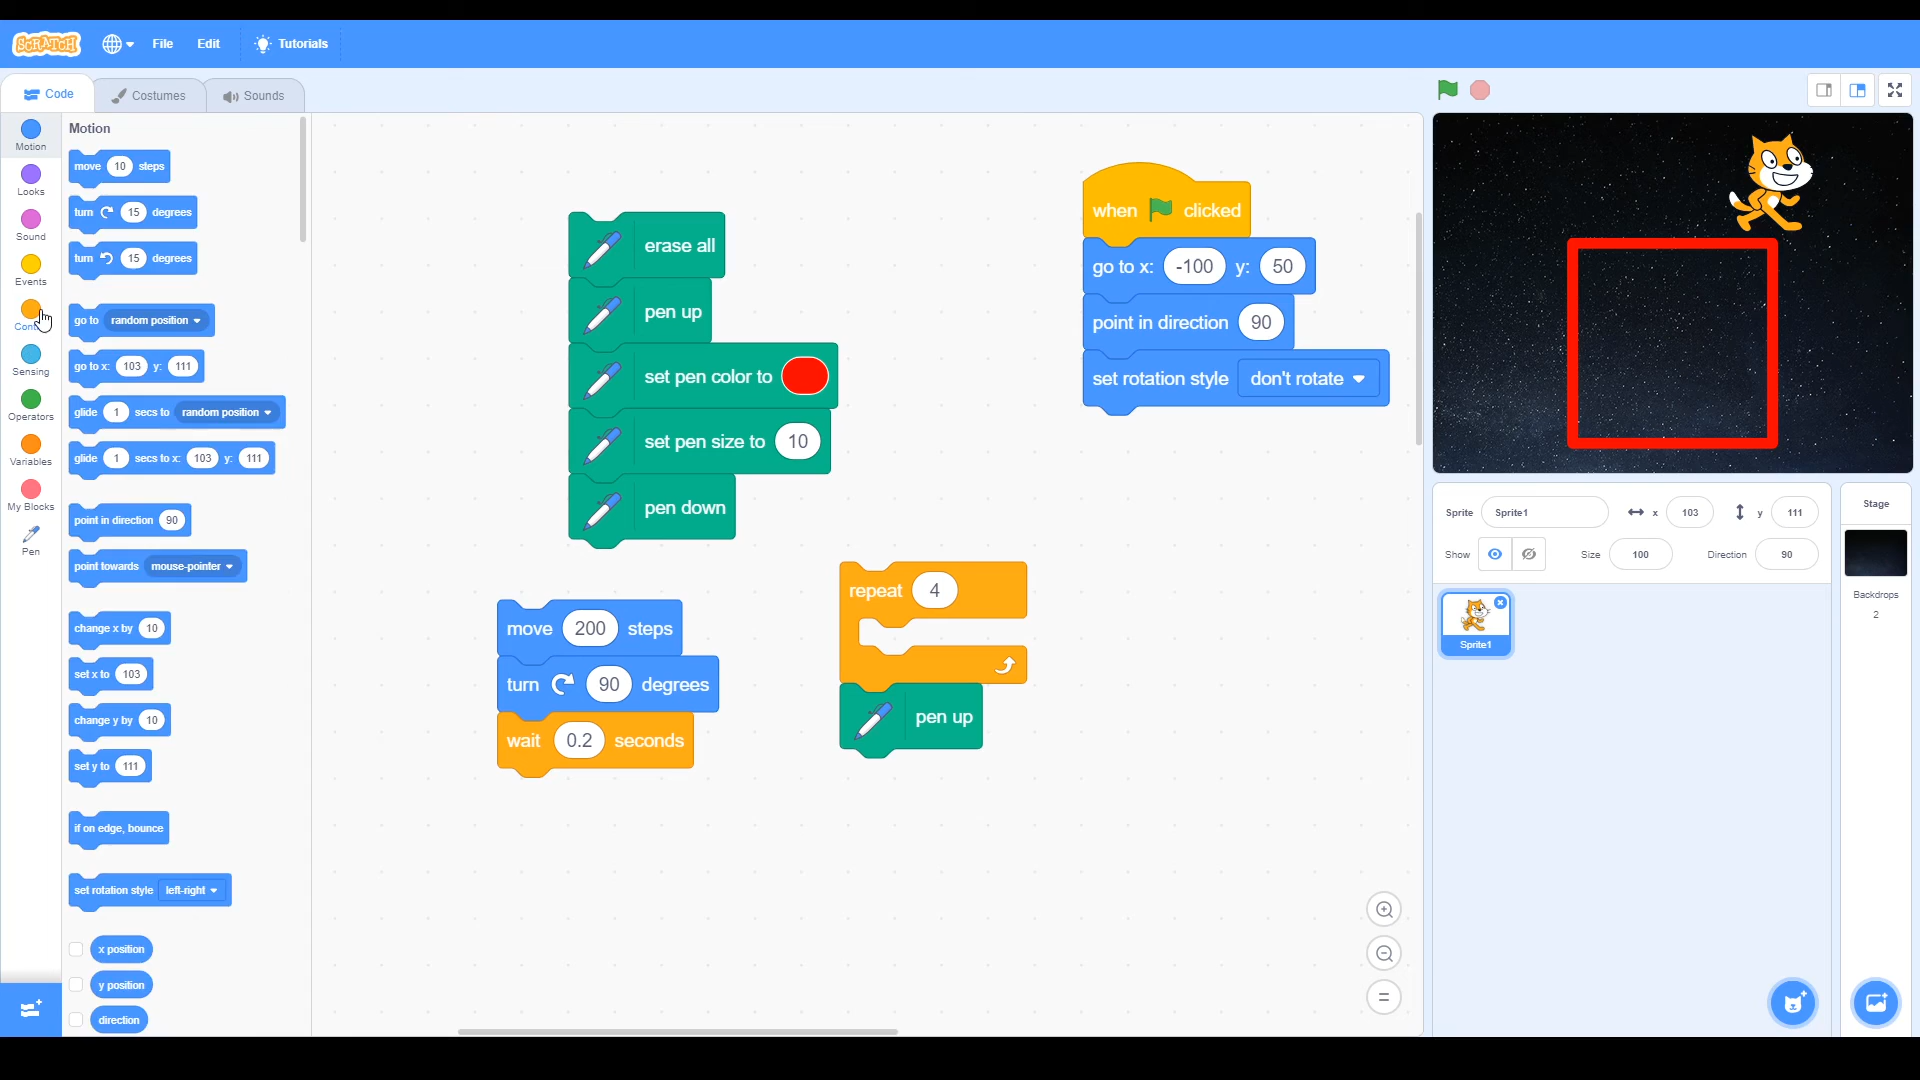 SCRATCH File Edit Tutorials
Code Costumes Sounds
Motion
Looks
Sound
Events
Sensing
Operators
Variables
My Blocks
Pen
Motion
move 10 steps
turn 15 degrees
turn 15 degrees
go to random position
go to x: 103 y: 111
glide 1 secs to random position
glide 1 secs to x: 103 y: 111
point in direction 90
point towards mouse-pointer
change x by 10
set x to 103
change y by 10
set y to 111
if on edge, bounce
set rotation style left-right
x position
y position
direction
erase all
pen up
set pen color to
set pen size to 10
pen down
move 200 steps
turn 90 degrees
wait 0.2 seconds
repeat 4
pen up
when clicked
go to x: -100 y: 50
point in direction 90
set rotation style don't rotate
Sprite Sprite1 x 103 y 111
Show Size 100 Direction 90
Sprite1
Stage
Backdrops
2